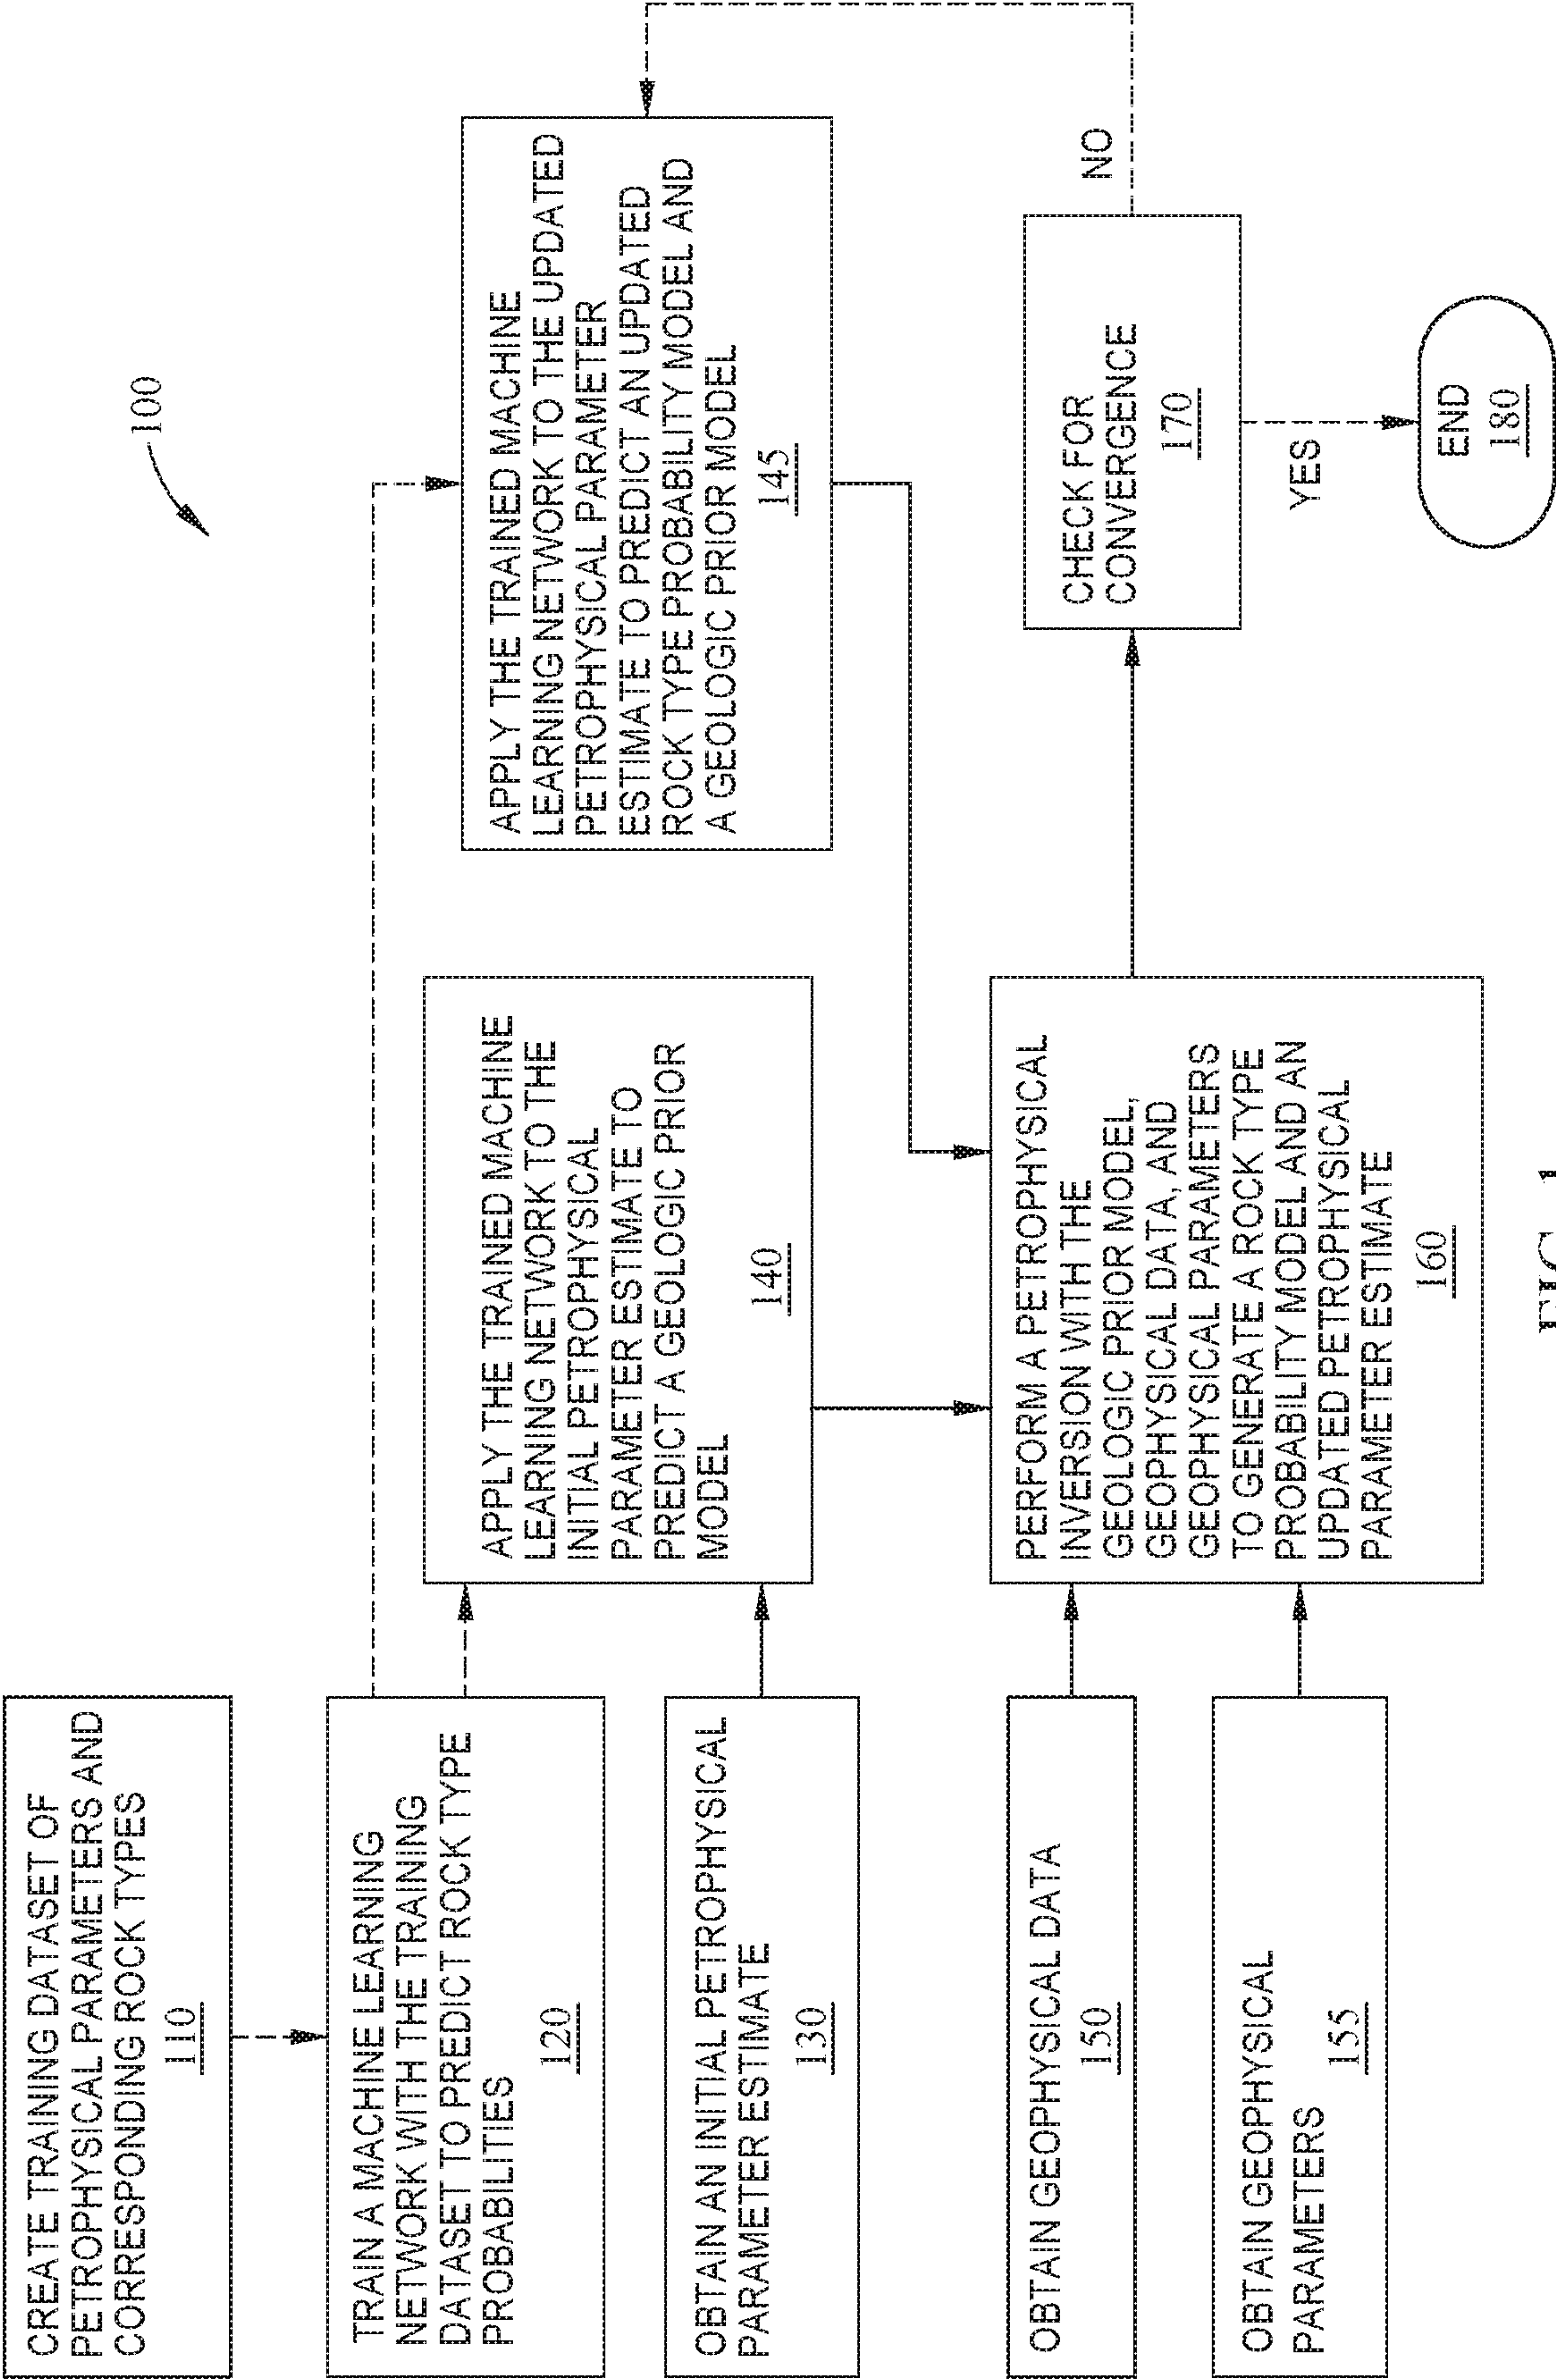 100
CREATE TRAINING DATASET OF
PETROPHYSICAL PARAMETERS AND
CORRESPONDING ROCK TYPES
110
TRAIN A MACHINE LEARNING
NETWORK WITH THE TRAINING
DATASET TO PREDICT ROCK TYPE
PROBABILITIES
120
OBTAIN AN INITIAL PETROPHYSICAL
PARAMETER ESTIMATE
130
APPLY THE TRAINED MACHINE
LEARNING NETWORK TO THE
INITIAL PETROPHYSICAL
PARAMETER ESTIMATE TO
PREDICT A GEOLOGIC PRIOR
MODEL
140
APPLY THE TRAINED MACHINE
LEARNING NETWORK TO THE UPDATED
PETROPHYSICAL PARAMETER
ESTIMATE TO PREDICT AN UPDATED
ROCK TYPE PROBABILITY MODEL AND
A GEOLOGIC PRIOR MODEL
145
OBTAIN GEOPHYSICAL DATA
150
OBTAIN GEOPHYSICAL
PARAMETERS
155
PERFORM A PETROPHYSICAL
INVERSION WITH THE
GEOLOGIC PRIOR MODEL,
GEOPHYSICAL DATA, AND
GEOPHYSICAL PARAMETERS
TO GENERATE A ROCK TYPE
PROBABILITY MODEL AND AN
UPDATED PETROPHYSICAL
PARAMETER ESTIMATE
160
CHECK FOR
CONVERGENCE
170
NO
YES
END
180